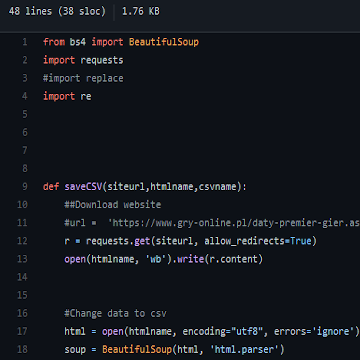 48 lines (38 sloc) 1.76 KB
1 from bs4 import BeautifulSoup
2 import requests
3 #import replace
4 import re
5
6
7
8
9 def saveCSV(siteurl,htmlname,csvname):
10 ##Download website
11 #url = 'https://www.gry-online.pl/daty-premier-gier.as
12 r = requests.get(siteurl, allow_redirects=True)
13 open(htmlname, 'wb').write(r.content)
14
15
16 #Change data to csv
17 html = open(htmlname, encoding="utf8", errors='ignore')
18 soup = BeautifulSoup(html, 'html.parser')